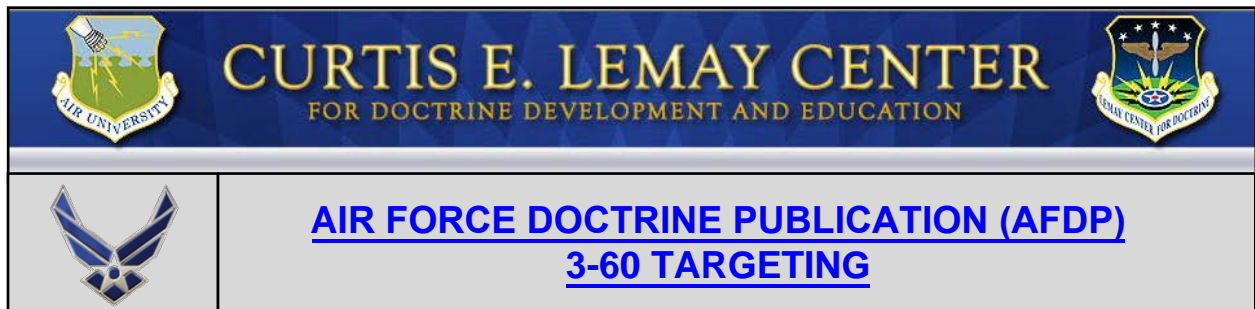 CURTIS E. LEMAY CENTER
FOR DOCTRINE DEVELOPMENT AND EDUCATION
AIR UNIVERSITY
LEMAY CENTER FOR DOCTRINE
AIR FORCE DOCTRINE PUBLICATION (AFDP)
3-60 TARGETING